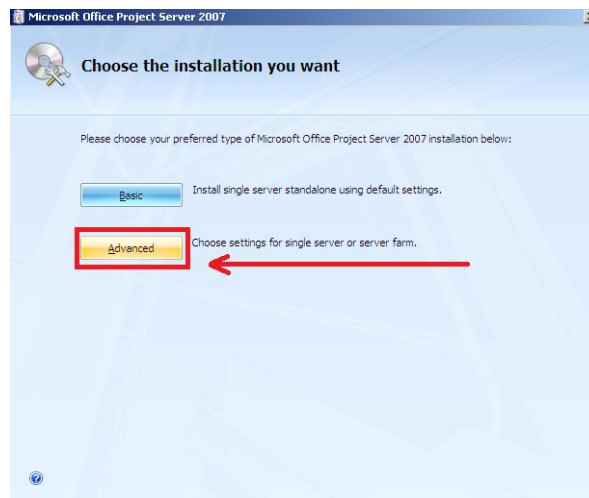 Microsoft Office Project Server 2007
Choose the installation you want
Please choose your preferred type of Microsoft Office Project Server 2007 installation below:
Basic
Install single server standalone using default settings.
Advanced
Choose settings for single server or server farm.